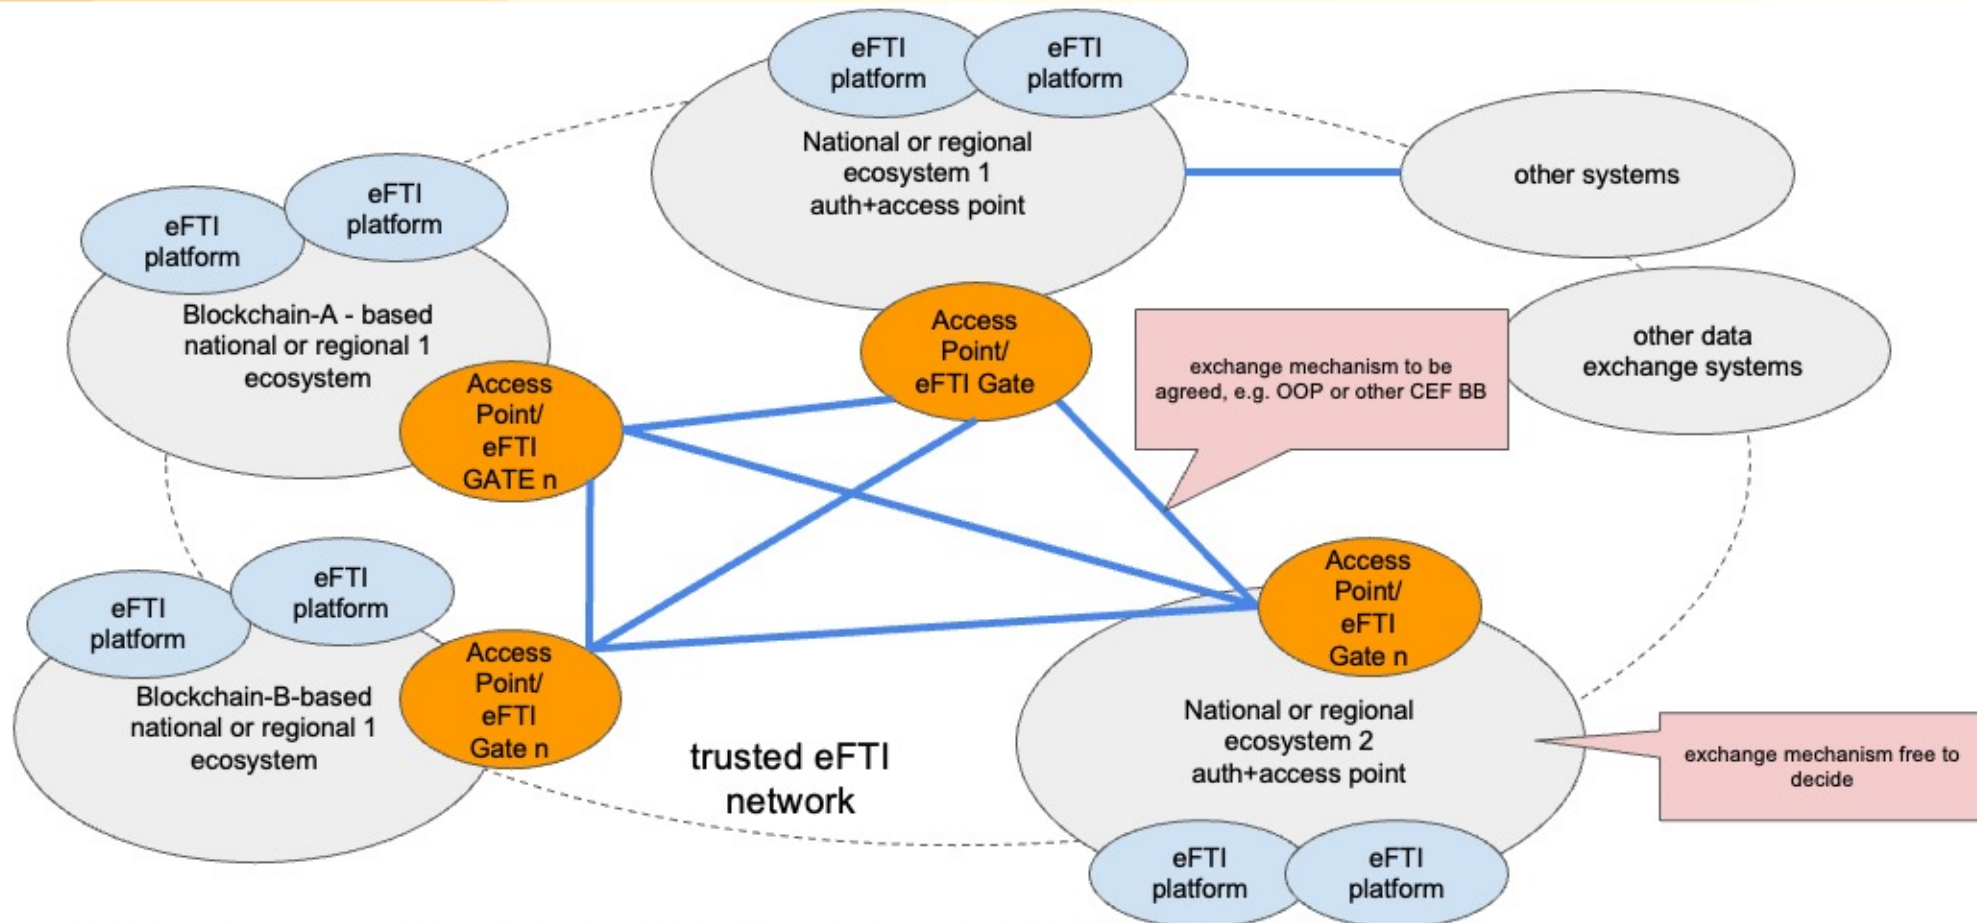 eFTI
platform
eFTI
platform
National or regional
ecosystem 1
auth+access point
other systems
eFTI
platform
eFTI
platform
Blockchain-A - based
national or regional 1
ecosystem
Access
Point/
eFTI
GATE n
Access
Point/
eFTI Gate
exchange mechanism to be
agreed, e.g. OOP or other CEF BB
other data
exchange systems
eFTI
platform
eFTI
platform
Blockchain-B-based
national or regional 1
ecosystem
Access
Point/
eFTI
Gate n
trusted eFTI
network
Access
Point/
eFTI
Gate n
National or regional
ecosystem 2
auth+access point
exchange mechanism free to
decide
eFTI
platform
eFTI
platform